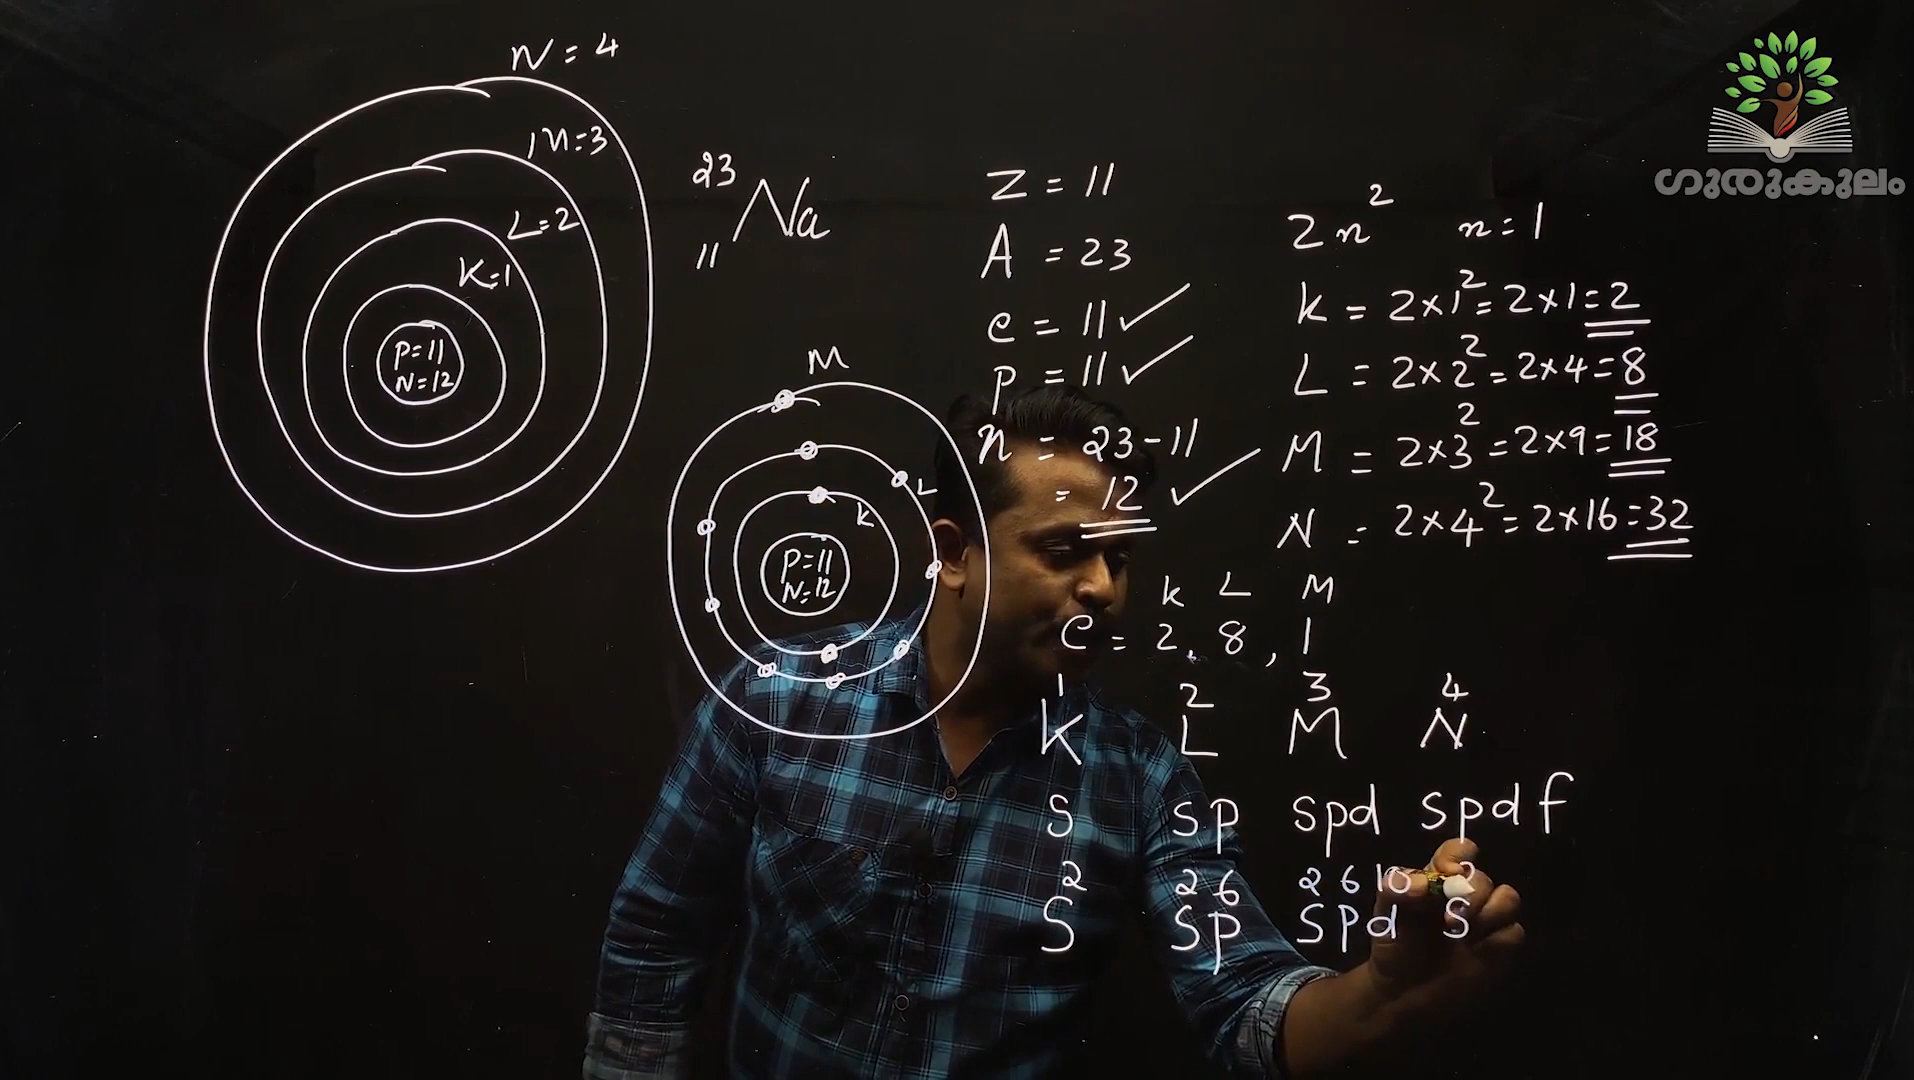 N = 4
M = 3
L = 2
K = 1
P = 11
N = 12
23
Na
11
M
L
K
P = 11
N = 12
Z = 11
A = 23
e = 11 ✓
p = 11 ✓
n = 23 - 11
= 12 ✓
2n² n = 1
K = 2 × 1² = 2 × 1 = 2
L = 2 × 2² = 2 × 4 = 8
M = 2 × 3² = 2 × 9 = 18
N = 2 × 4² = 2 × 16 = 32
K L M
e = 2, 8, 1
1 2 3 4
K L M N
s sp spd spdf
2 2 6 2 6 10 2
S SP SPd S
ഗുരുകുലം